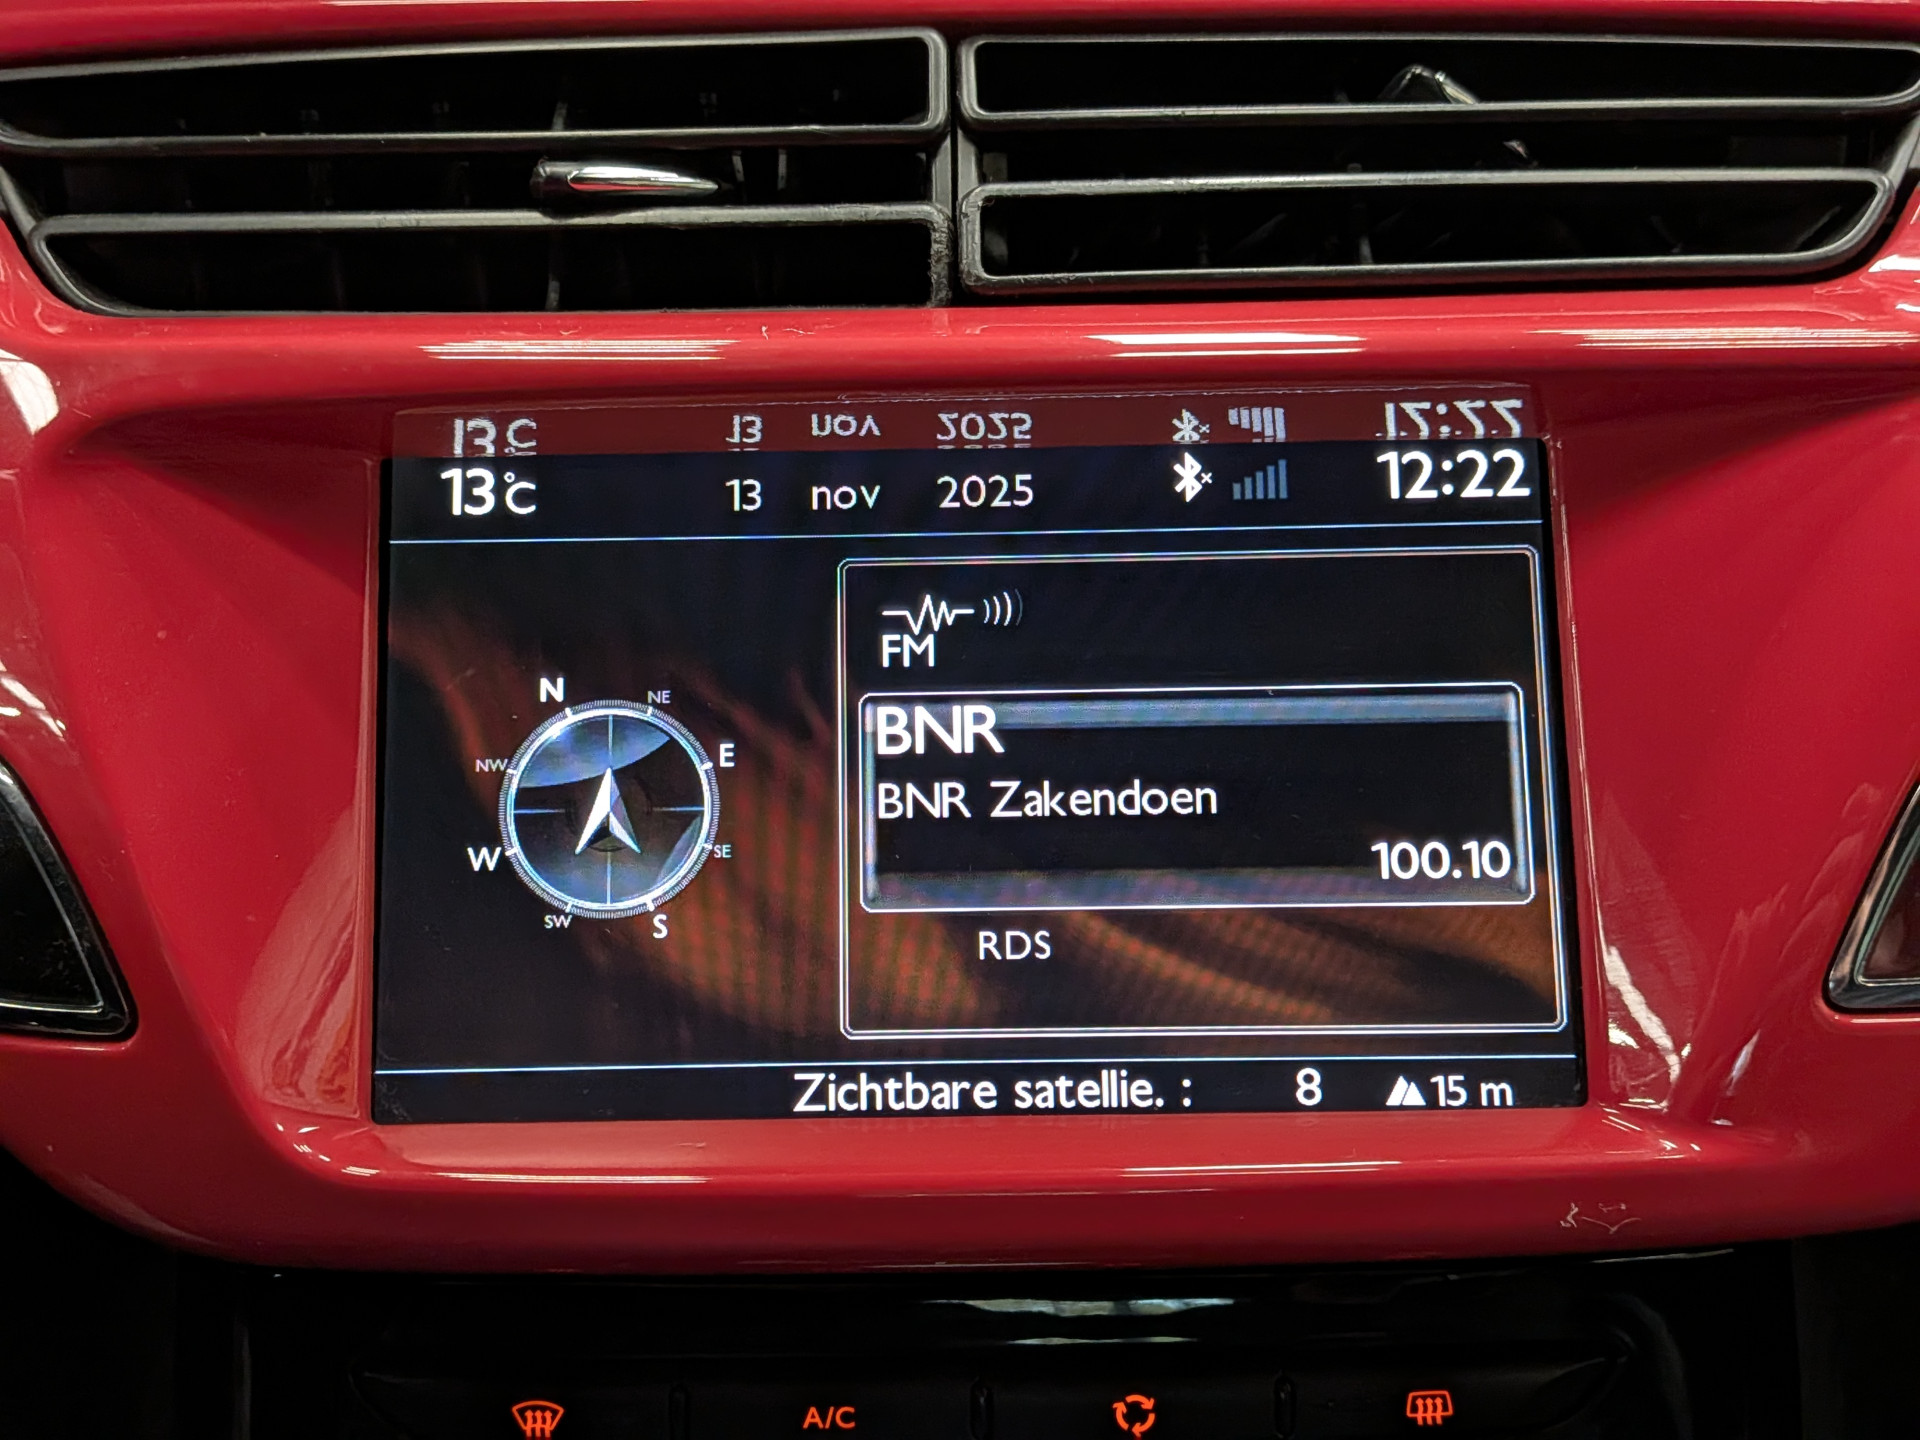 13°C 13 nov 2025 12:22
FM
BNR
BNR Zakendoen
100.10
RDS
N
NE
NW
E
W
SE
SW
S
Zichtbare satellie. : 8 15 m
A/C